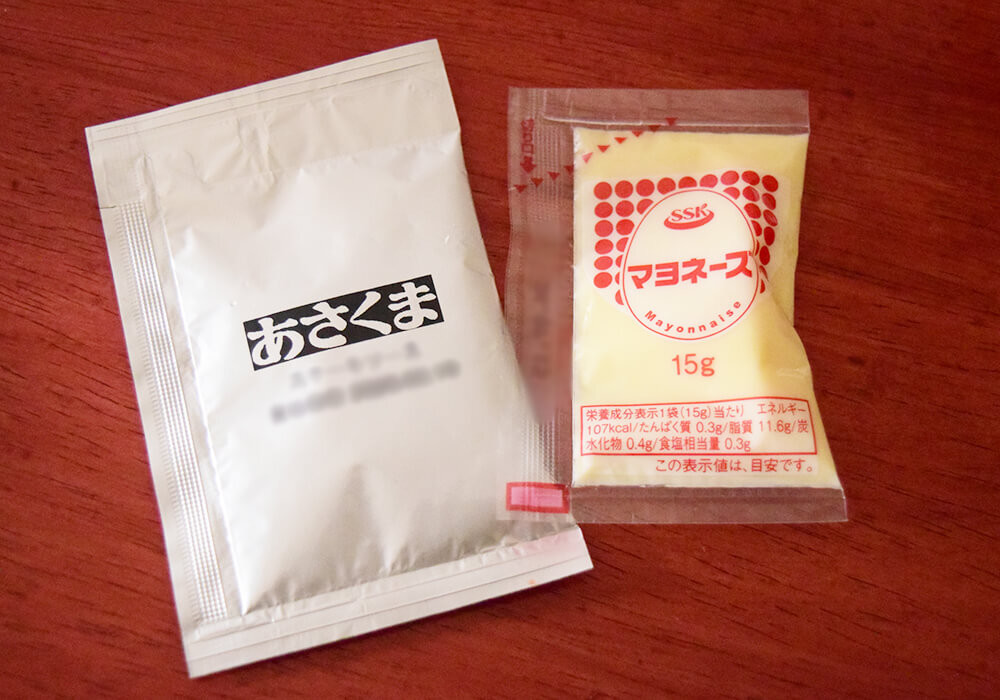 あさくま
SSK
マヨネース
Mayonnaise
15g
栄養成分表示1袋(15g)当たり エネルギー
107kcal/たんぱく質 0.3g/脂質 11.6g/炭
水化物 0.4g/食塩相当量 0.3g
この表示値は、目安です。